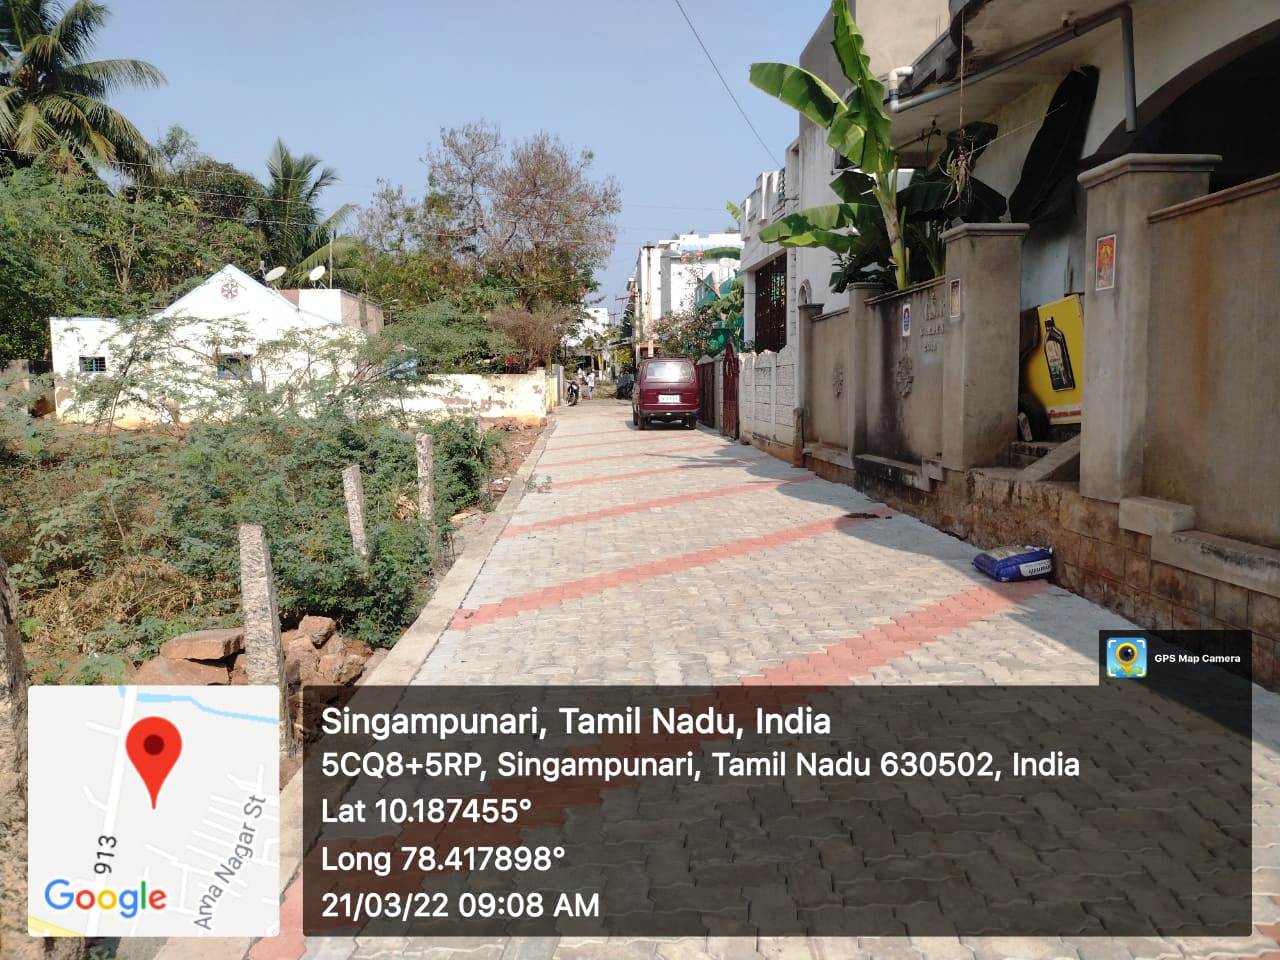 GPS Map Camera
Singampunari, Tamil Nadu, India
5CQ8+5RP, Singampunari, Tamil Nadu 630502, India
Lat 10.187455°
Long 78.417898°
21/03/22 09:08 AM
913
Anna Nagar St
Google